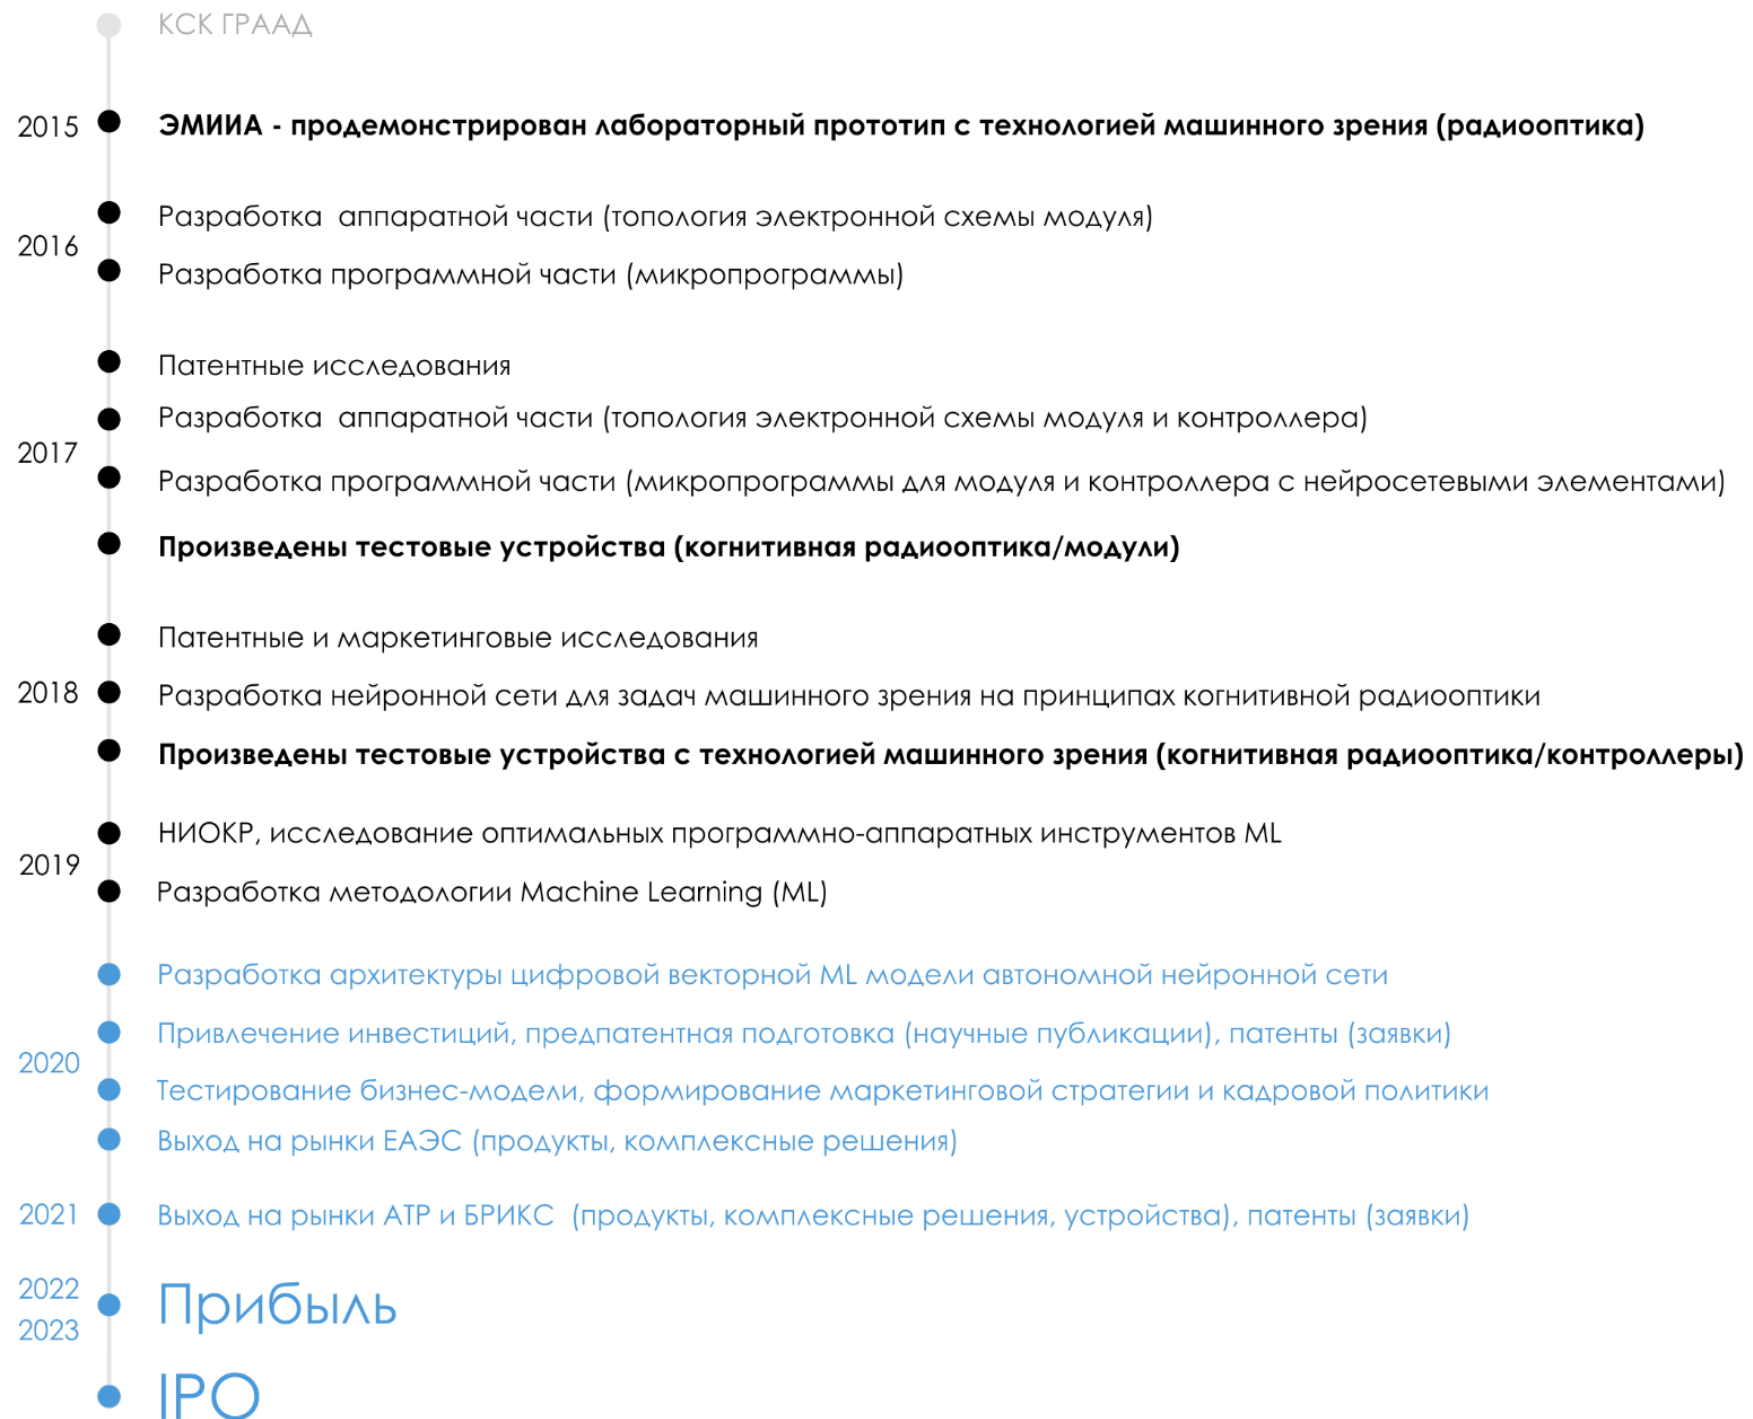 КСК ГРААД
2015 ЭМИИА - продемонстрирован лабораторный прототип с технологией машинного зрения (радиооптика)
Разработка аппаратной части (топология электронной схемы модуля)
2016
Разработка программной части (микропрограммы)
Патентные исследования
Разработка аппаратной части (топология электронной схемы модуля и контроллера)
2017
Разработка программной части (микропрограммы для модуля и контроллера с нейросетевыми элементами)
Произведены тестовые устройства (когнитивная радиооптика/модули)
Патентные и маркетинговые исследования
2018 Разработка нейронной сети для задач машинного зрения на принципах когнитивной радиооптики
Произведены тестовые устройства с технологией машинного зрения (когнитивная радиооптика/контроллеры)
НИОКР, исследование оптимальных программно-аппаратных инструментов ML
2019
Разработка методологии Machine Learning (ML)
Разработка архитектуры цифровой векторной ML модели автономной нейронной сети
Привлечение инвестиций, предпатентная подготовка (научные публикации), патенты (заявки)
2020
Тестирование бизнес-модели, формирование маркетинговой стратегии и кадровой политики
Выход на рынки ЕАЭС (продукты, комплексные решения)
2021 Выход на рынки АТР и БРИКС (продукты, комплексные решения, устройства), патенты (заявки)
2022
Прибыль
2023
IPO